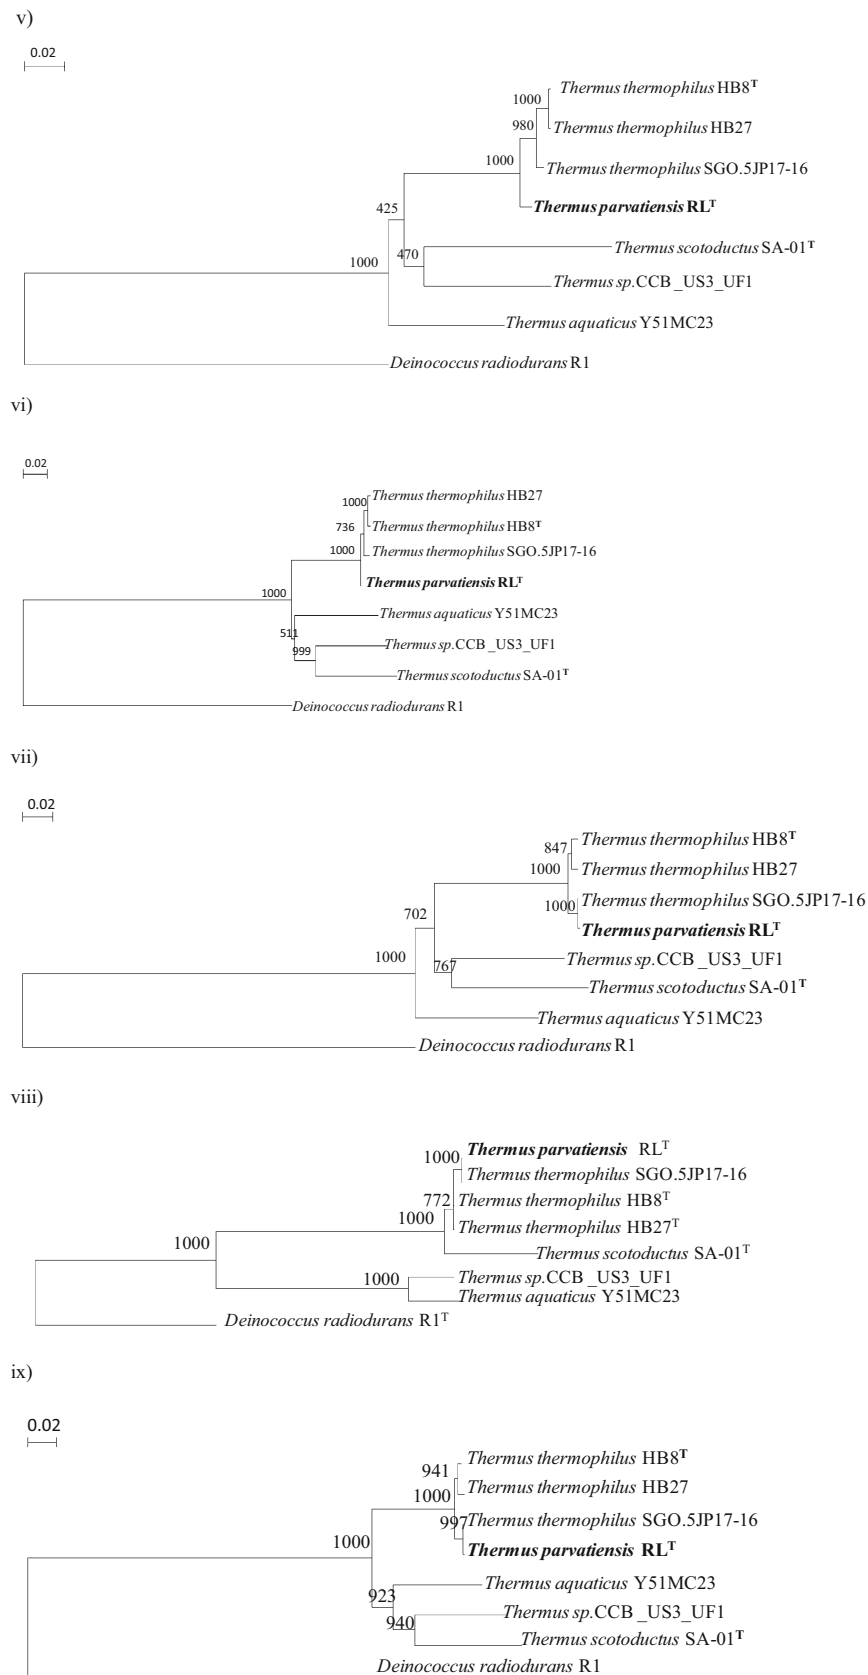 v)
0.02
Thermus thermophilus HB8ᵀ
1000
Thermus thermophilus HB27
980
Thermus thermophilus SGO.5JP17-16
1000
Thermus parvatiensis RLᵀ
425
Thermus scotoductus SA-01ᵀ
470
1000
Thermus sp.CCB_US3_UF1
Thermus aquaticus Y51MC23
Deinococcus radiodurans R1
vi)
0.02
Thermus thermophilus HB27
1000
Thermus thermophilus HB8ᵀ
736
Thermus thermophilus SGO.5JP17-16
1000
Thermus parvatiensis RLᵀ
1000
Thermus aquaticus Y51MC23
511
Thermus sp.CCB_US3_UF1
999
Thermus scotoductus SA-01ᵀ
Deinococcus radiodurans R1
vii)
0.02
Thermus thermophilus HB8ᵀ
847
Thermus thermophilus HB27
1000
Thermus thermophilus SGO.5JP17-16
1000
Thermus parvatiensis RLᵀ
702
Thermus sp.CCB_US3_UF1
1000
767
Thermus scotoductus SA-01ᵀ
Thermus aquaticus Y51MC23
Deinococcus radiodurans R1
viii)
Thermus parvatiensis RLᵀ
1000
Thermus thermophilus SGO.5JP17-16
772
Thermus thermophilus HB8ᵀ
1000
Thermus thermophilus HB27ᵀ
1000
Thermus scotoductus SA-01ᵀ
1000
Thermus sp.CCB_US3_UF1
Thermus aquaticus Y51MC23
Deinococcus radiodurans R1ᵀ
ix)
0.02
Thermus thermophilus HB8ᵀ
941
Thermus thermophilus HB27
1000
Thermus thermophilus SGO.5JP17-16
997
1000
Thermus parvatiensis RLᵀ
Thermus aquaticus Y51MC23
923
Thermus sp.CCB_US3_UF1
940
Thermus scotoductus SA-01ᵀ
Deinococcus radiodurans R1